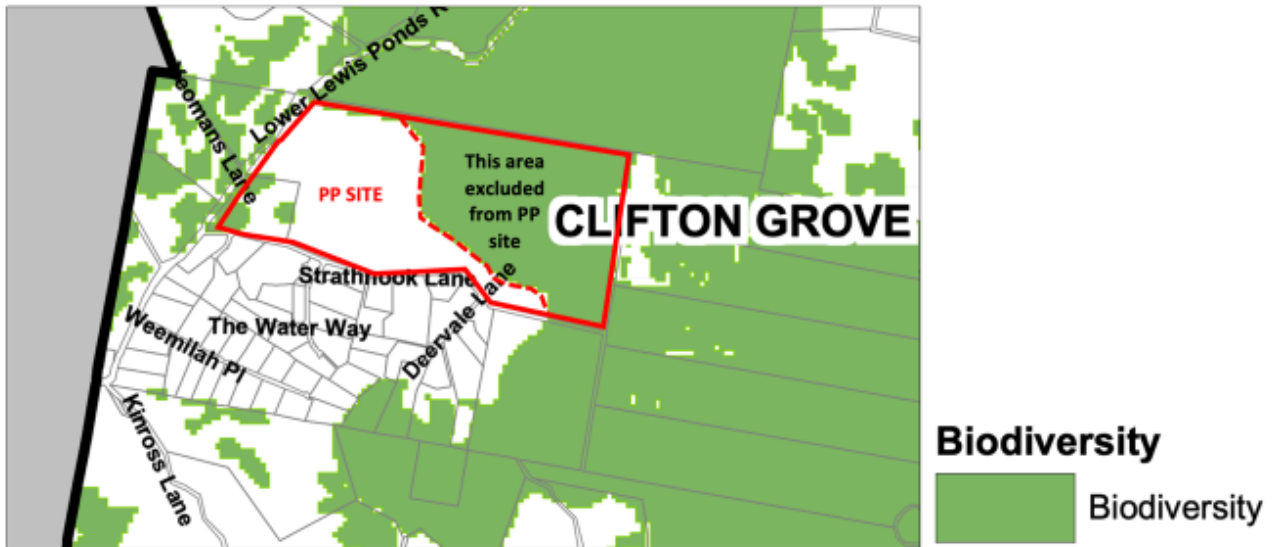 Yeomans Lane
Lower Lewis Ponds R
PP SITE
This area
excluded
from PP
site
CLIFTON GROVE
Strathnook Lane
Deervale Lane
The Water Way
Weemilah Pl
Kinross Lane
Biodiversity
Biodiversity